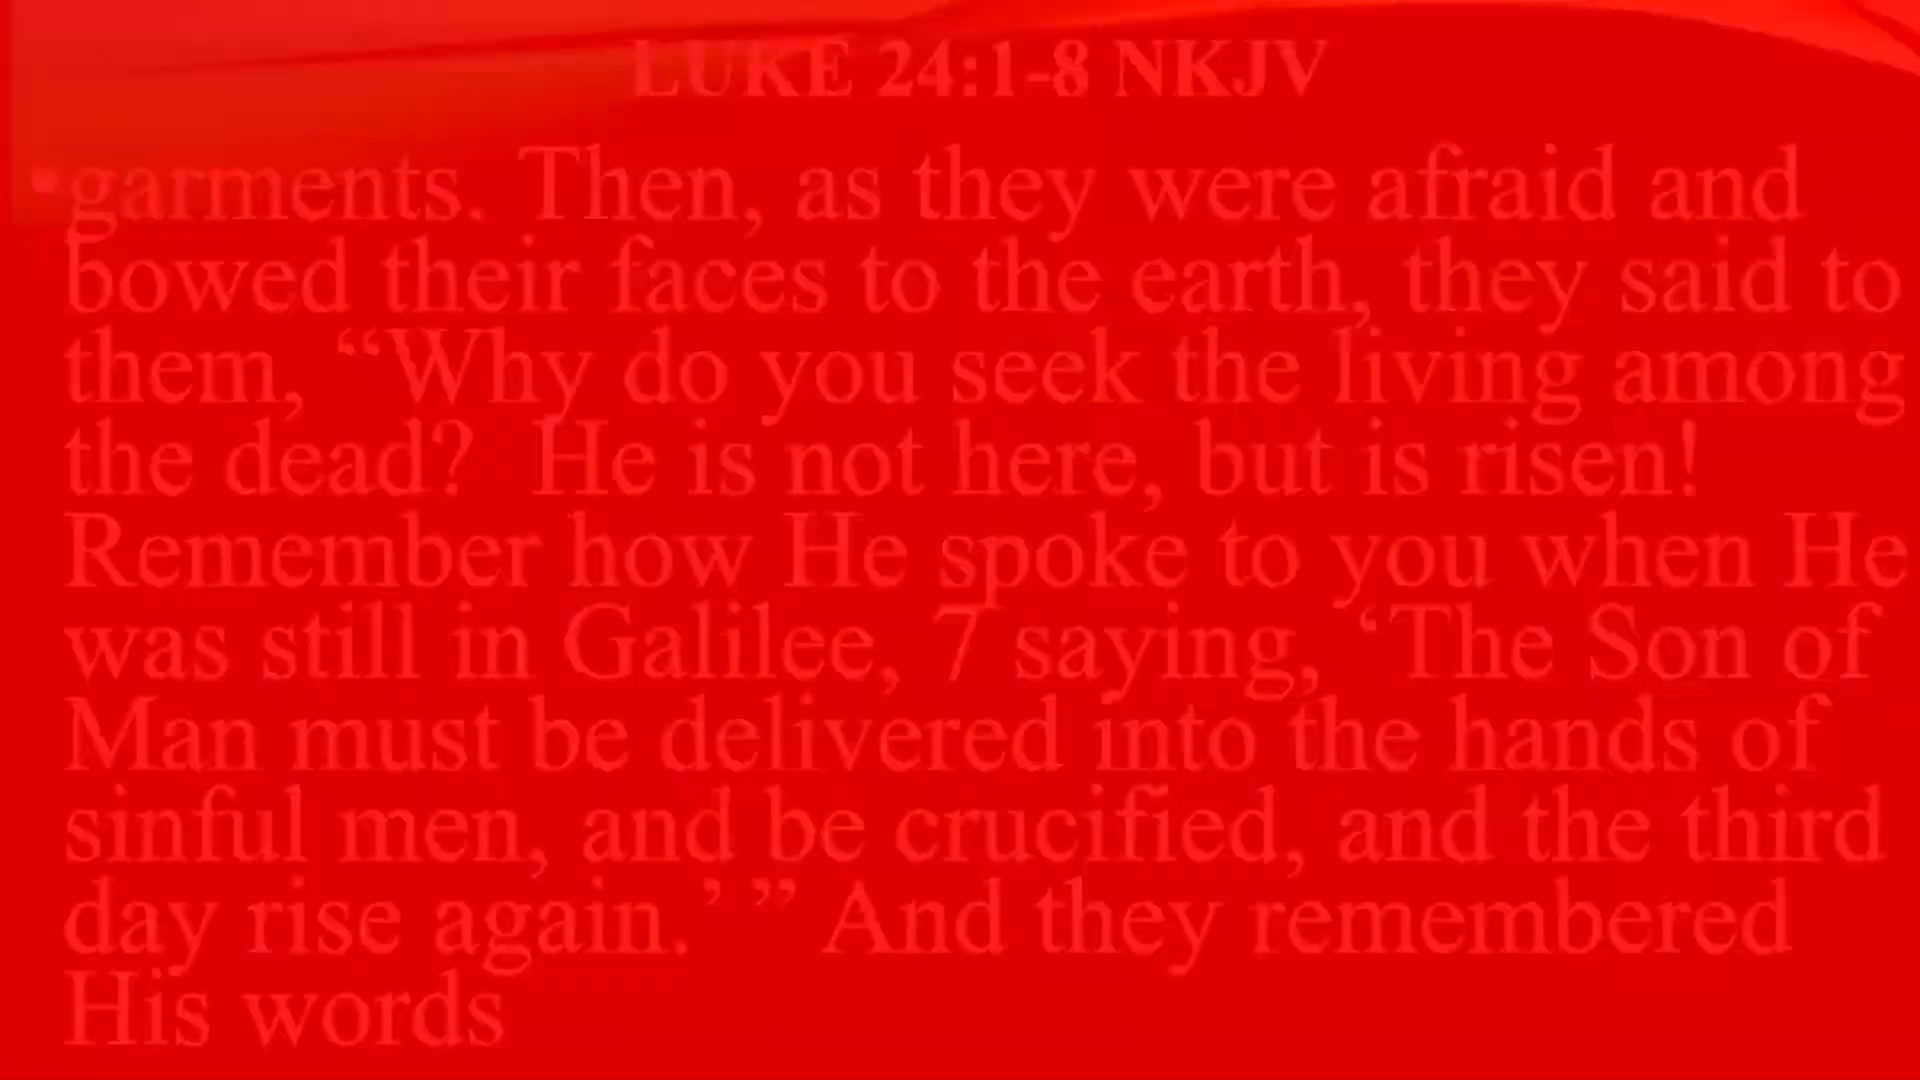 LUKE 24:1-8 NKJV
•garments. Then, as they were afraid and
bowed their faces to the earth, they said to
them, “Why do you seek the living among
the dead? He is not here, but is risen!
Remember how He spoke to you when He
was still in Galilee, 7 saying, ‘The Son of
Man must be delivered into the hands of
sinful men, and be crucified, and the third
day rise again.’ ” And they remembered
His words